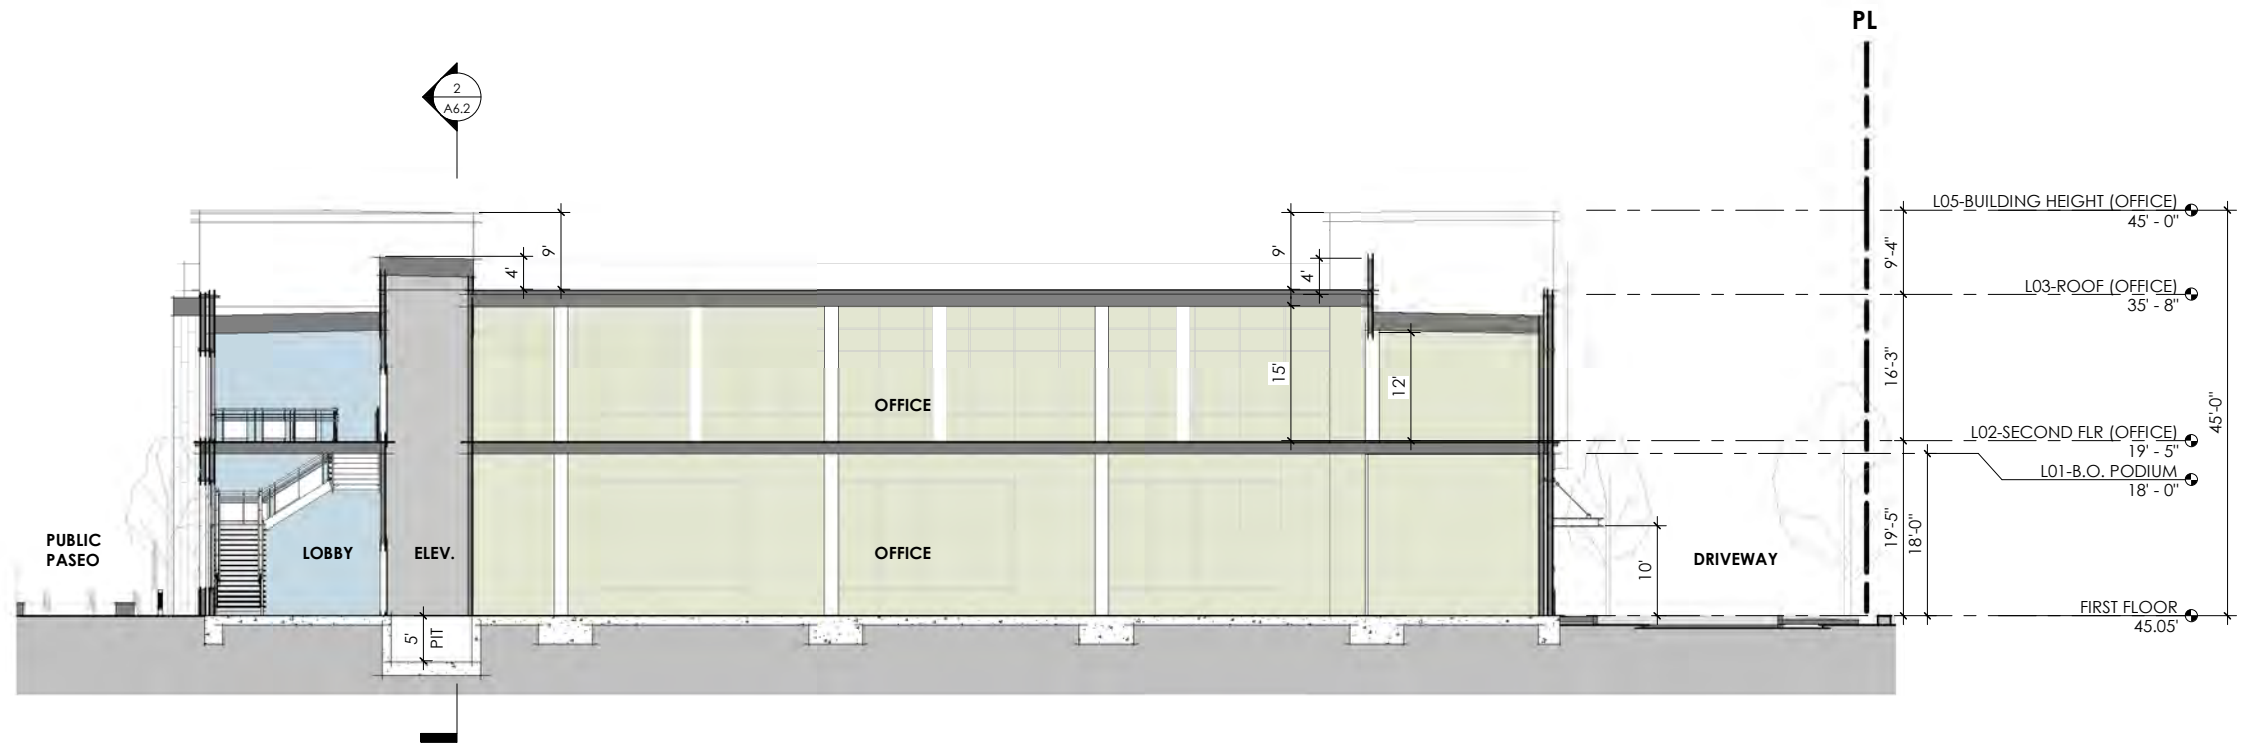 PL
2
A6.2
L05-BUILDING HEIGHT (OFFICE)
45' - 0"
9'
4'
9'
4'
9'-4"
L03-ROOF (OFFICE)
35' - 8"
15'
12'
16'-3"
45'-0"
OFFICE
L02-SECOND FLR (OFFICE)
19' - 5"
L01-B.O. PODIUM
18' - 0"
PUBLIC
PASEO
LOBBY
ELEV.
OFFICE
10'
DRIVEWAY
19'-5"
18'-0"
FIRST FLOOR
45.05'
5'
PIT